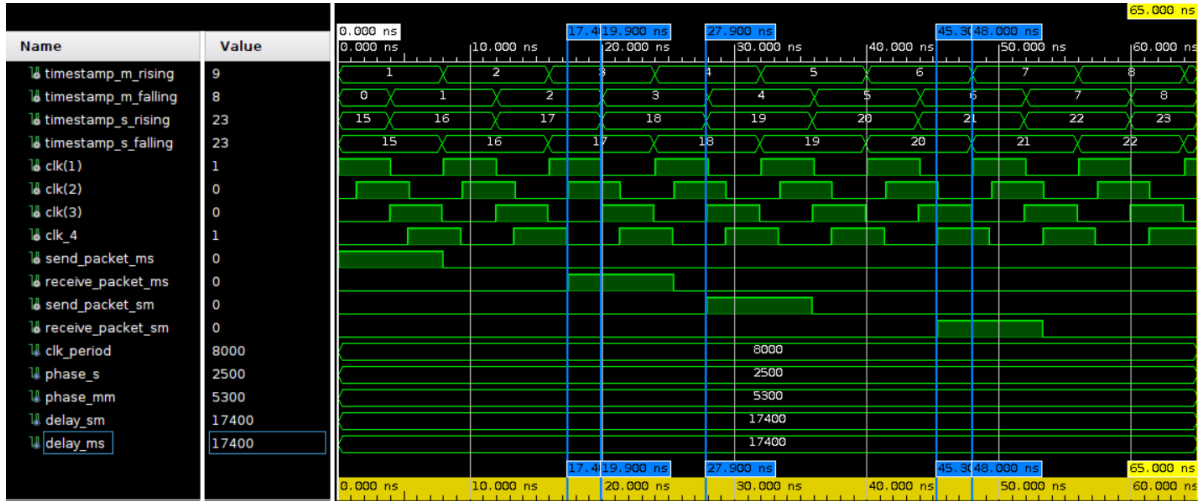 65.000 ns
0.000 ns 17.4 19.900 ns 27.900 ns 45.30 48.000 ns
Name Value 0.000 ns 10.000 ns 20.000 ns 30.000 ns 40.000 ns 50.000 ns 60.000 ns
timestamp_m_rising 9 1 2 3 4 5 6 7 8
timestamp_m_falling 8 0 1 2 3 4 5 6 7 8
timestamp_s_rising 23 15 16 17 18 19 20 21 22 23
timestamp_s_falling 23 15 16 17 18 19 20 21 22
clk(1) 1
clk(2) 0
clk(3) 0
clk_4 1
send_packet_ms 0
receive_packet_ms 0
send_packet_sm 0
receive_packet_sm 0
clk_period 8000 8000
phase_s 2500 2500
phase_mm 5300 5300
delay_sm 17400 17400
delay_ms 17400 17400
17.4 19.900 ns 27.900 ns 45.30 48.000 ns 65.000 ns
0.000 ns 10.000 ns 20.000 ns 30.000 ns 40.000 ns 50.000 ns 60.000 ns